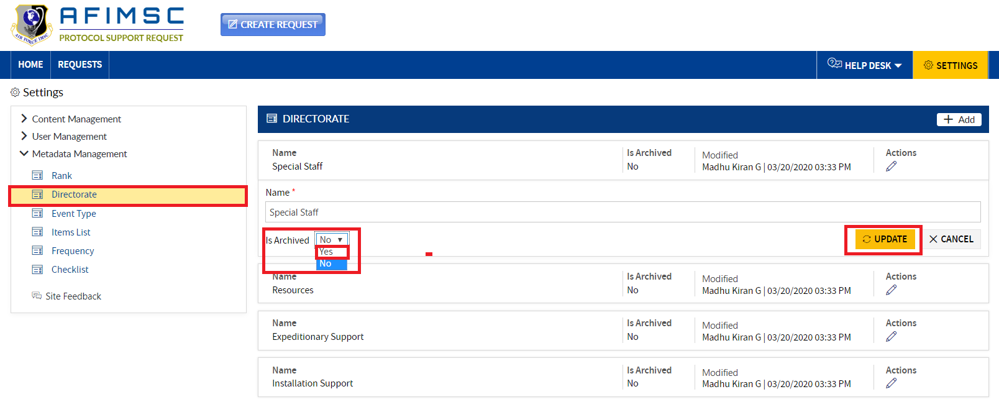 AFIMSC
PROTOCOL SUPPORT REQUEST
AIR FORCE IMSC
CREATE REQUEST
HOME
REQUESTS
HELP DESK
SETTINGS
Settings
Content Management
User Management
Metadata Management
Rank
Directorate
Event Type
Items List
Frequency
Checklist
Site Feedback
DIRECTORATE
+ Add
Name Is Archived Modified Actions
Special Staff No Madhu Kiran G | 03/20/2020 03:33 PM
Name *
Special Staff
Is Archived No
Yes
No
UPDATE
CANCEL
Name Is Archived Modified Actions
Resources No Madhu Kiran G | 03/20/2020 03:33 PM
Name Is Archived Modified Actions
Expeditionary Support No Madhu Kiran G | 03/20/2020 03:33 PM
Name Is Archived Modified Actions
Installation Support No Madhu Kiran G | 03/20/2020 03:33 PM